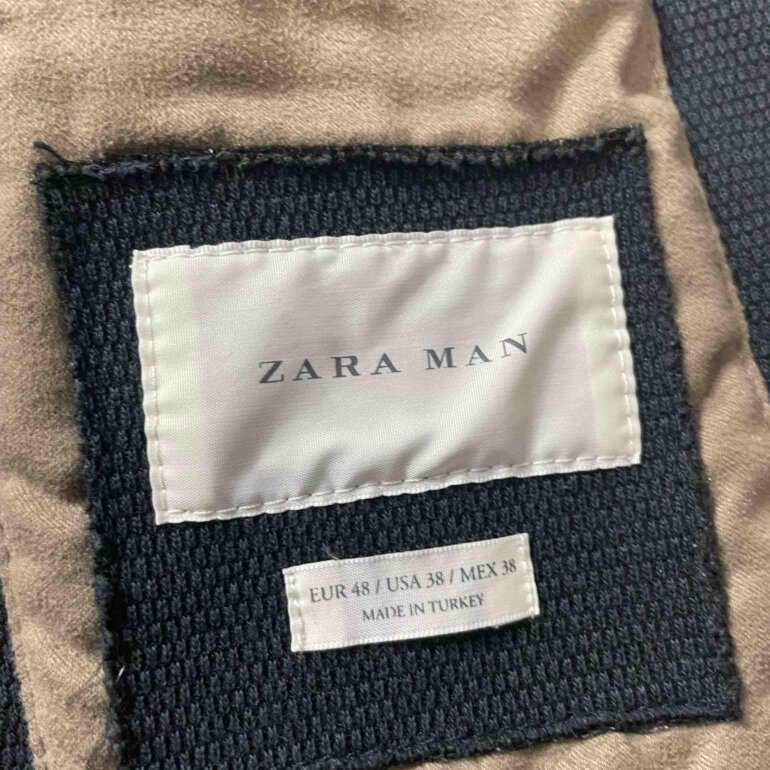 ZARA MAN
EUR 48 / USA 38 / MEX 38
MADE IN TURKEY